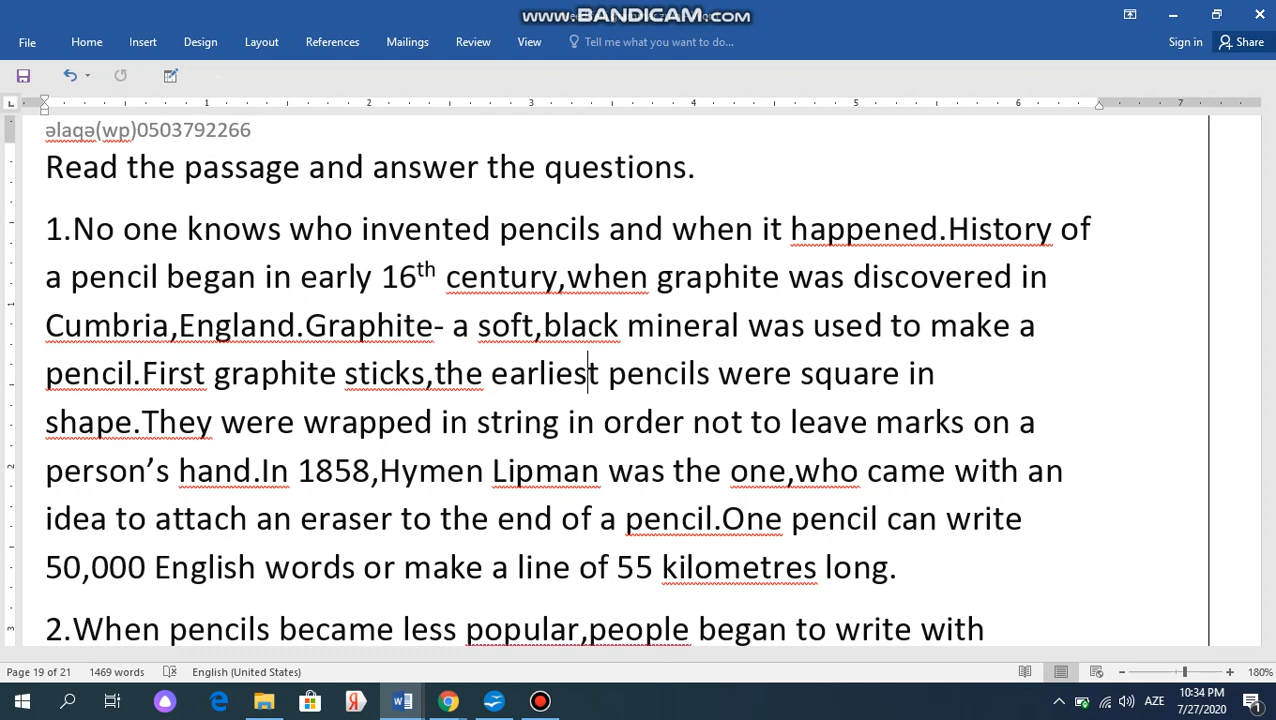 www.BANDICAM.com
File Home Insert Design Layout References Mailings Review View Tell me what you want to do... Sign in Share
1 2 3 4 5 6 7
əlaqə(wp)0503792266
Read the passage and answer the questions.
1.No one knows who invented pencils and when it happened.History of
a pencil began in early 16th century,when graphite was discovered in
Cumbria,England.Graphite- a soft,black mineral was used to make a
pencil.First graphite sticks,the earliest pencils were square in
shape.They were wrapped in string in order not to leave marks on a
person’s hand.In 1858,Hymen Lipman was the one,who came with an
idea to attach an eraser to the end of a pencil.One pencil can write
50,000 English words or make a line of 55 kilometres long.
2.When pencils became less popular,people began to write with
Page 19 of 21 1469 words English (United States) 180%
AZE 10:34 PM
7/27/2020